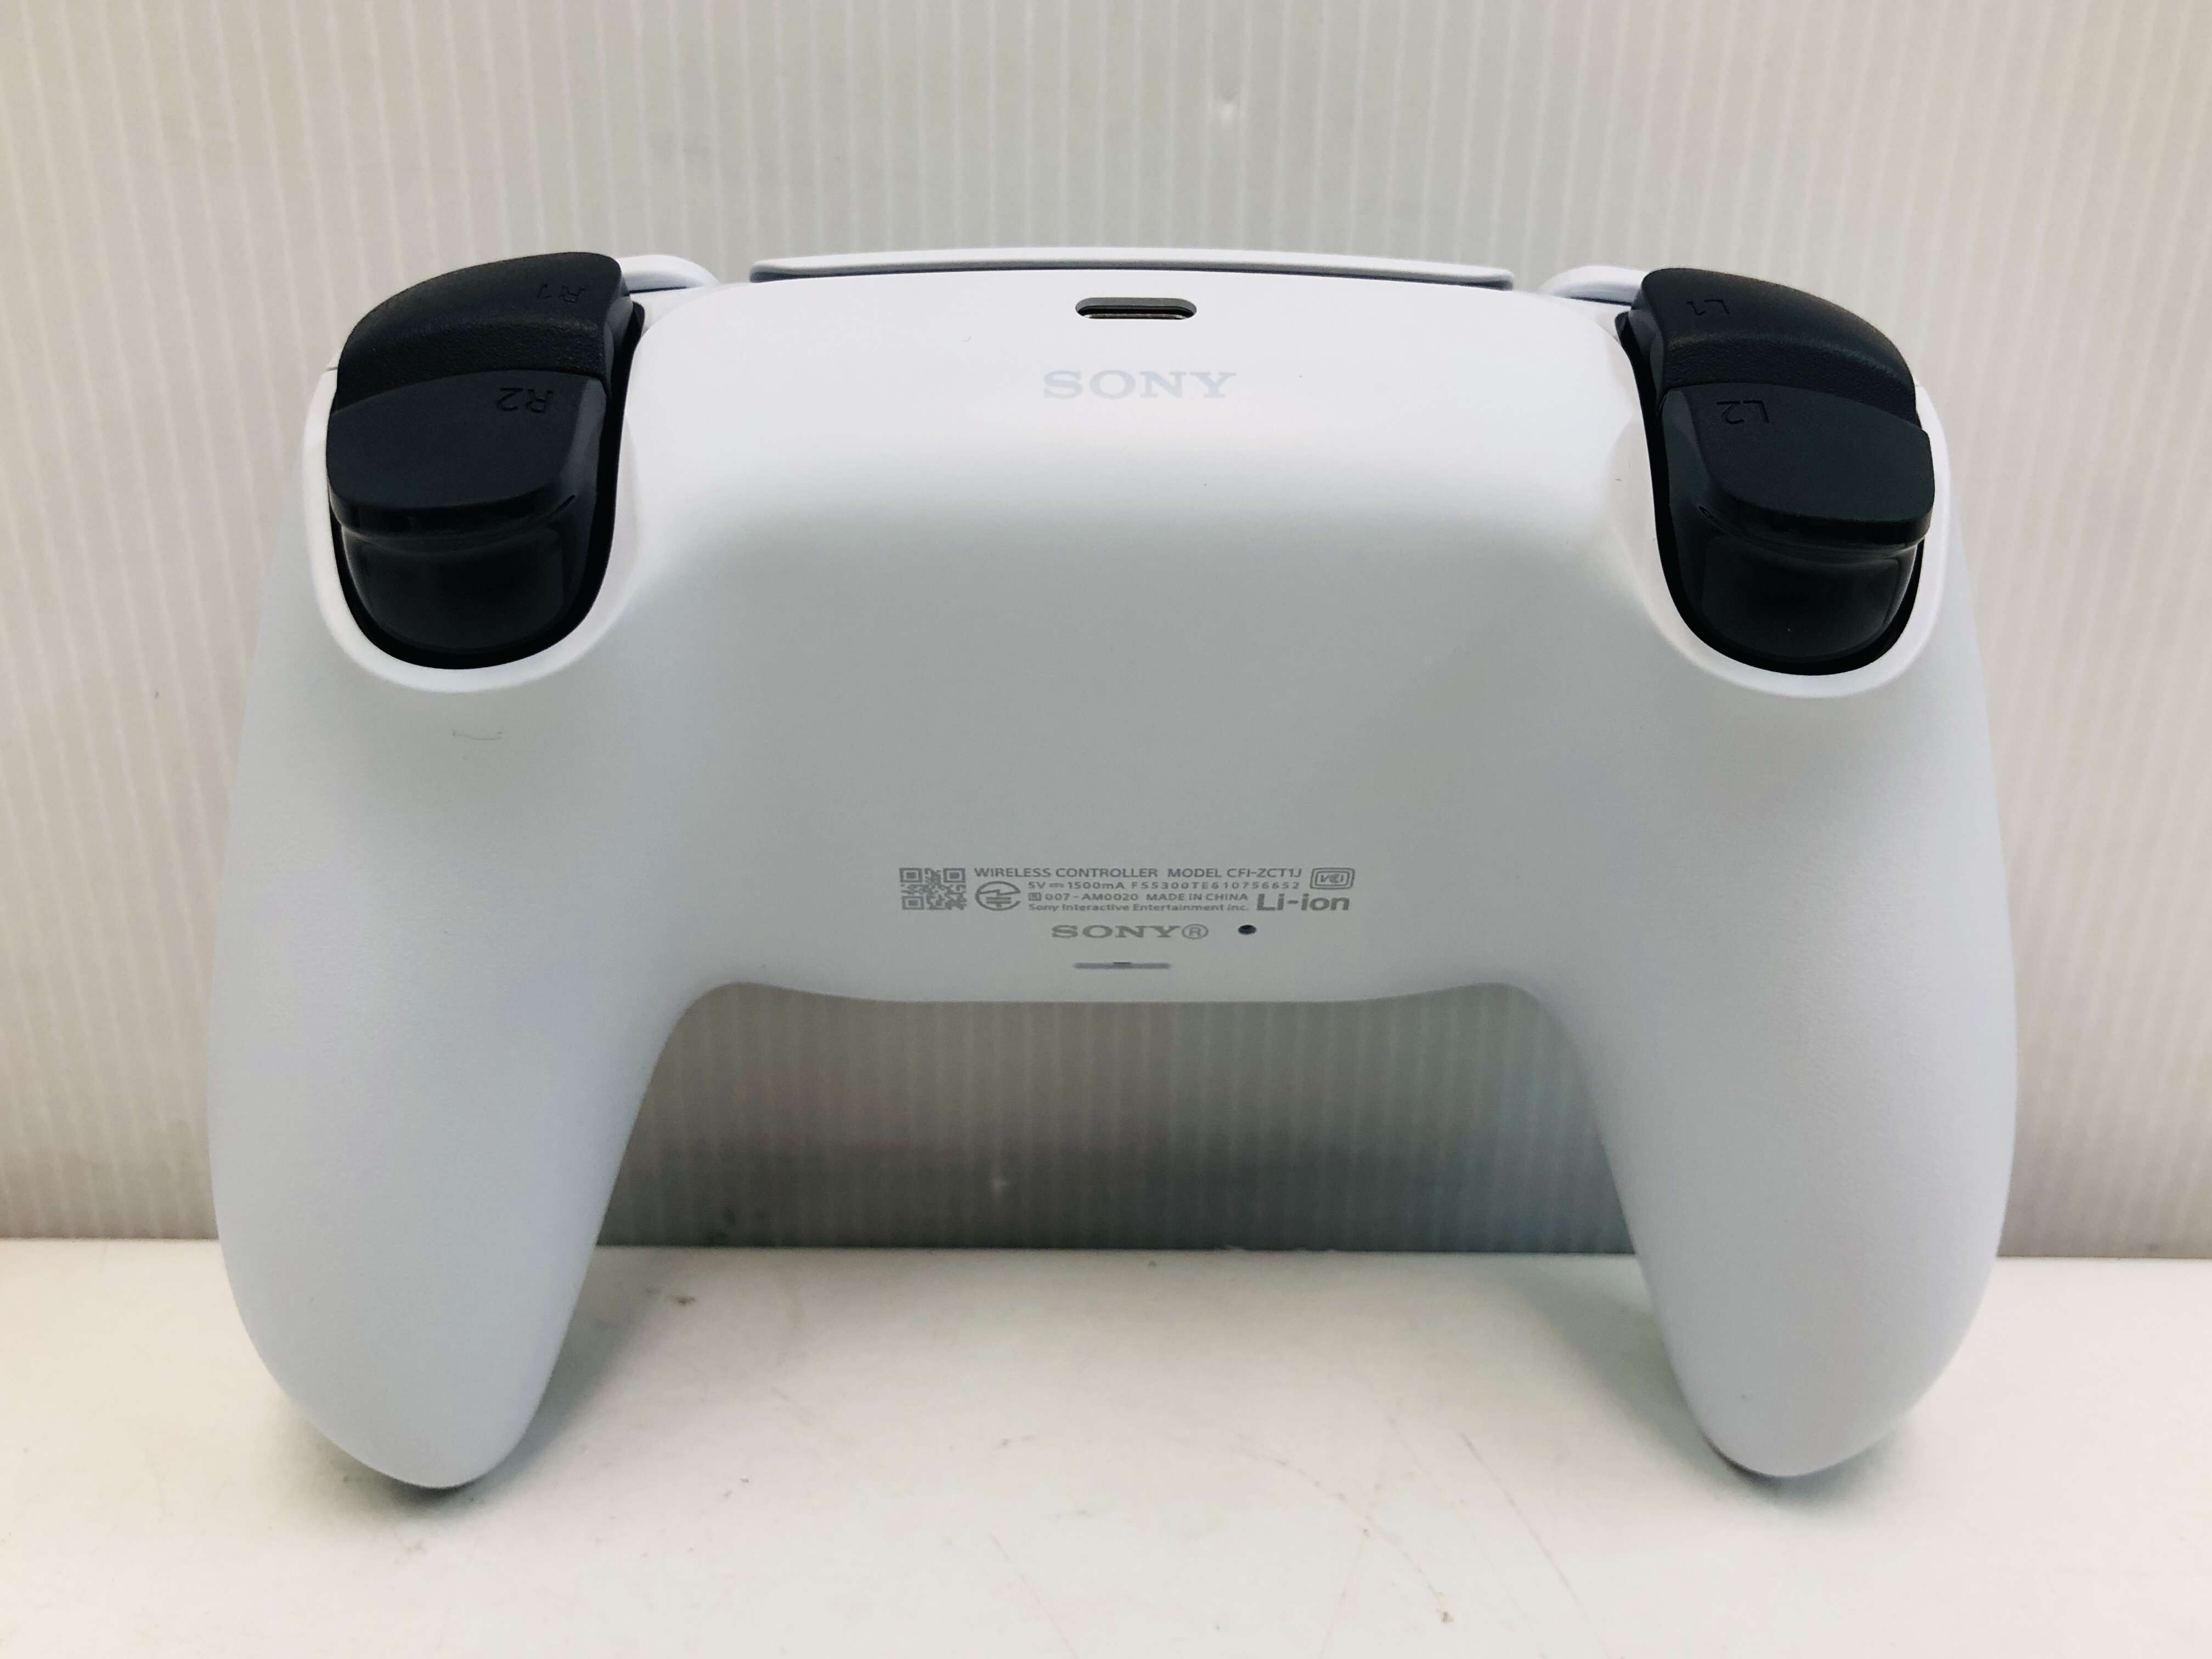 R1
L1
R2
L2
SONY
WIRELESS CONTROLLER MODEL CFI-ZCT1J VCCI
5V⎓1500mA F55300TE610756652
R 007-AM0020 MADE IN CHINA
Sony Interactive Entertainment Inc. Li-ion
SONY®